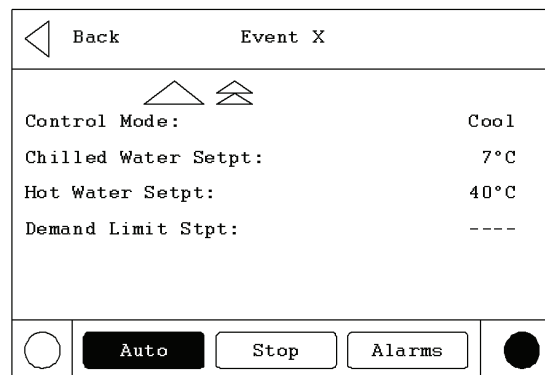 Back Event X
Control Mode: Cool
Chilled Water Setpt: 7°C
Hot Water Setpt: 40°C
Demand Limit Stpt: ----
Auto Stop Alarms